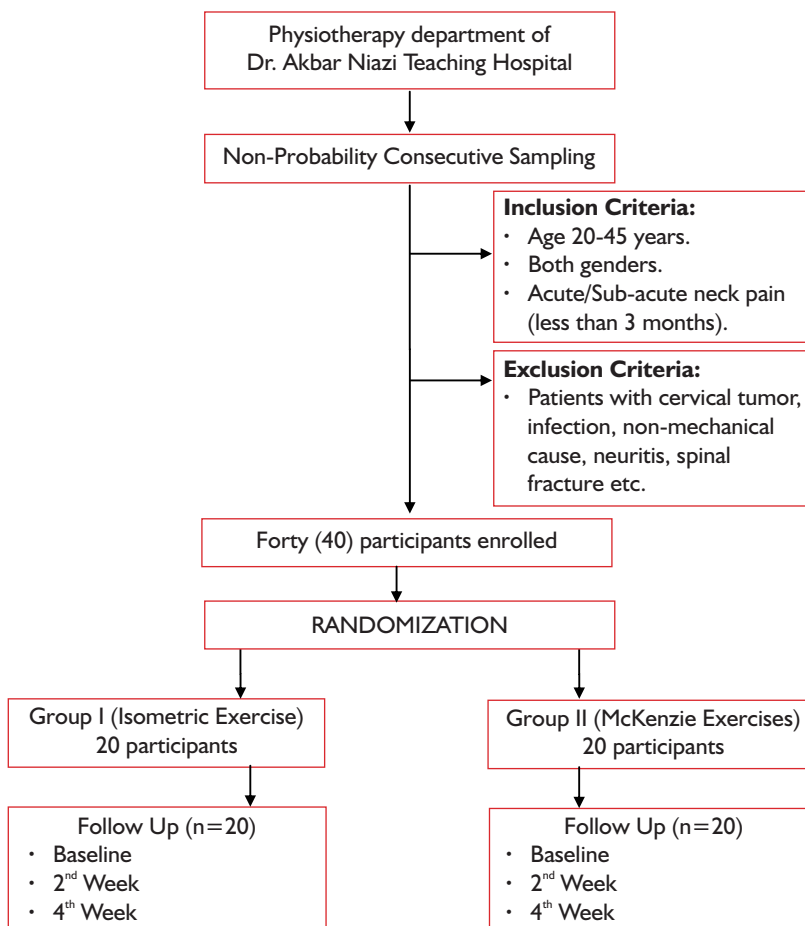 Physiotherapy department of
Dr. Akbar Niazi Teaching Hospital
Non-Probability Consecutive Sampling
Inclusion Criteria:
• Age 20-45 years.
• Both genders.
• Acute/Sub-acute neck pain
(less than 3 months).
Exclusion Criteria:
• Patients with cervical tumor,
infection, non-mechanical
cause, neuritis, spinal
fracture etc.
Forty (40) participants enrolled
RANDOMIZATION
Group I (Isometric Exercise)
20 participants
Group II (McKenzie Exercises)
20 participants
Follow Up (n=20)
• Baseline
• 2nd Week
• 4th Week
Follow Up (n=20)
• Baseline
• 2nd Week
• 4th Week